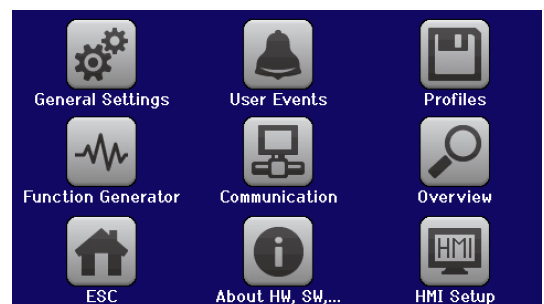 General Settings
User Events
Profiles
Function Generator
Communication
Overview
HMI
ESC
About HW, SW,...
HMI Setup